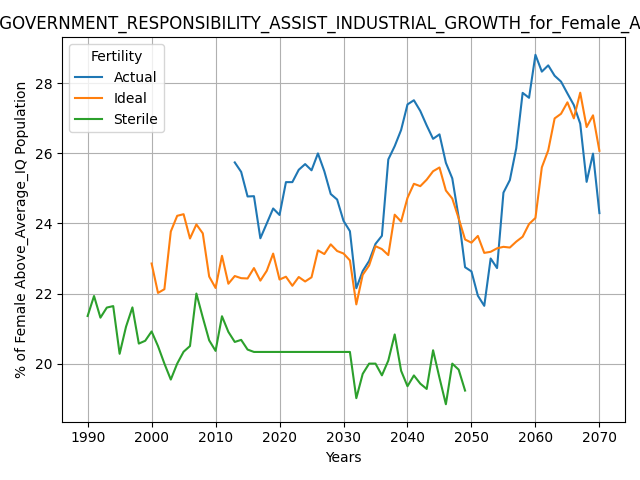 GOVERNMENT_RESPONSIBILITY_ASSIST_INDUSTRIAL_GROWTH_for_Female_A
Fertility
Actual
Ideal
Sterile
% of Female Above_Average_IQ Population
28
26
24
22
20
1990 2000 2010 2020 2030 2040 2050 2060 2070
Years